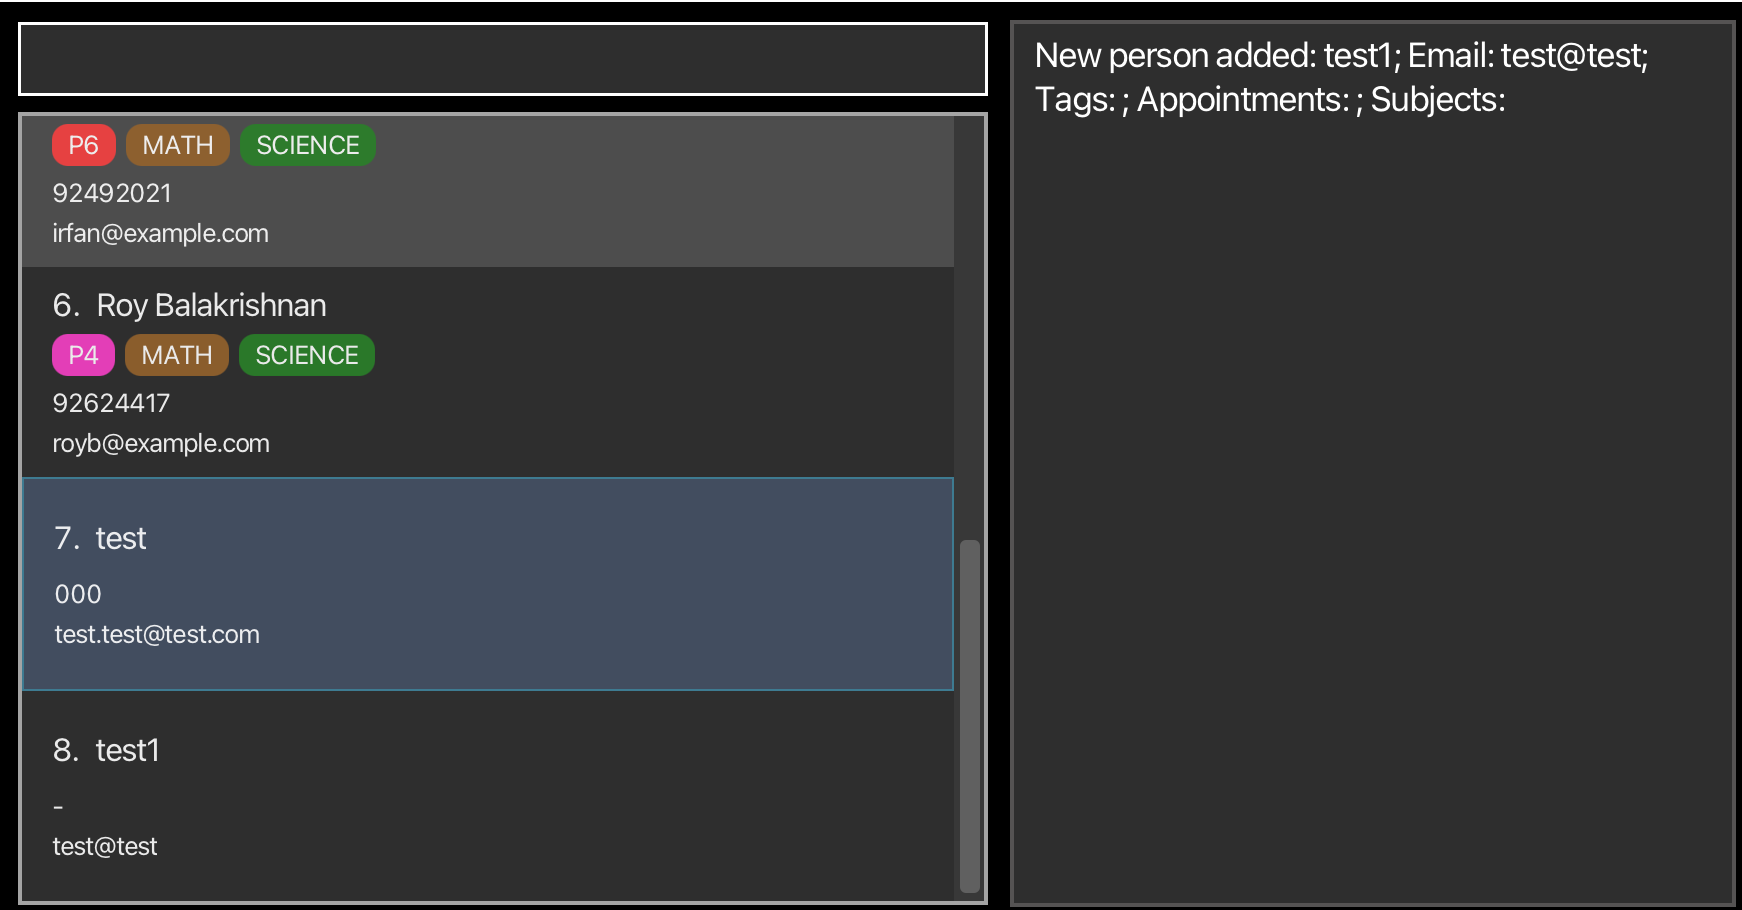 P6 MATH SCIENCE
92492021
irfan@example.com
6. Roy Balakrishnan
P4 MATH SCIENCE
92624417
royb@example.com
7. test
000
test.test@test.com
8. test1
-
test@test
New person added: test1; Email: test@test;
Tags: ; Appointments: ; Subjects: